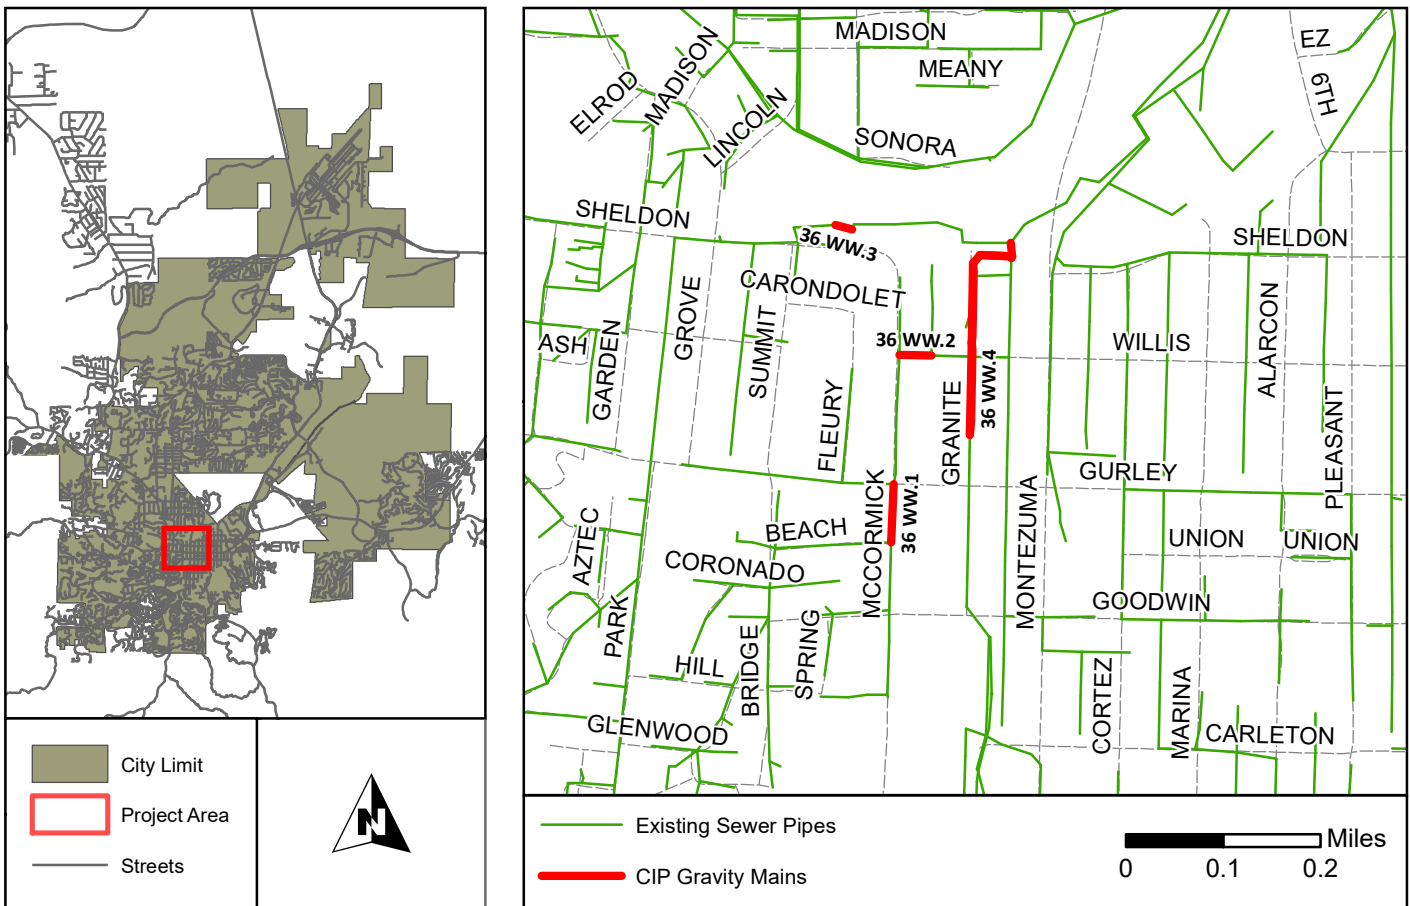 MADISON
EZ
MEANY
MADISON
ELROD
6TH
LINCOLN
SONORA
SHELDON
36 WW.3
SHELDON
CARONDOLET
GROVE
SUMMIT
36 WW.2
WILLIS
ALARCON
ASH
GARDEN
36 WW.4
GRANITE
FLEURY
PLEASANT
GURLEY
MCCORMICK
36 WW.1
MONTEZUMA
BEACH
AZTEC
UNION
UNION
CORONADO
GOODWIN
PARK
SPRING
BRIDGE
HILL
CORTEZ
MARINA
GLENWOOD
CARLETON
City Limit
Project Area
Streets
N
Existing Sewer Pipes
CIP Gravity Mains
Miles
0 0.1 0.2